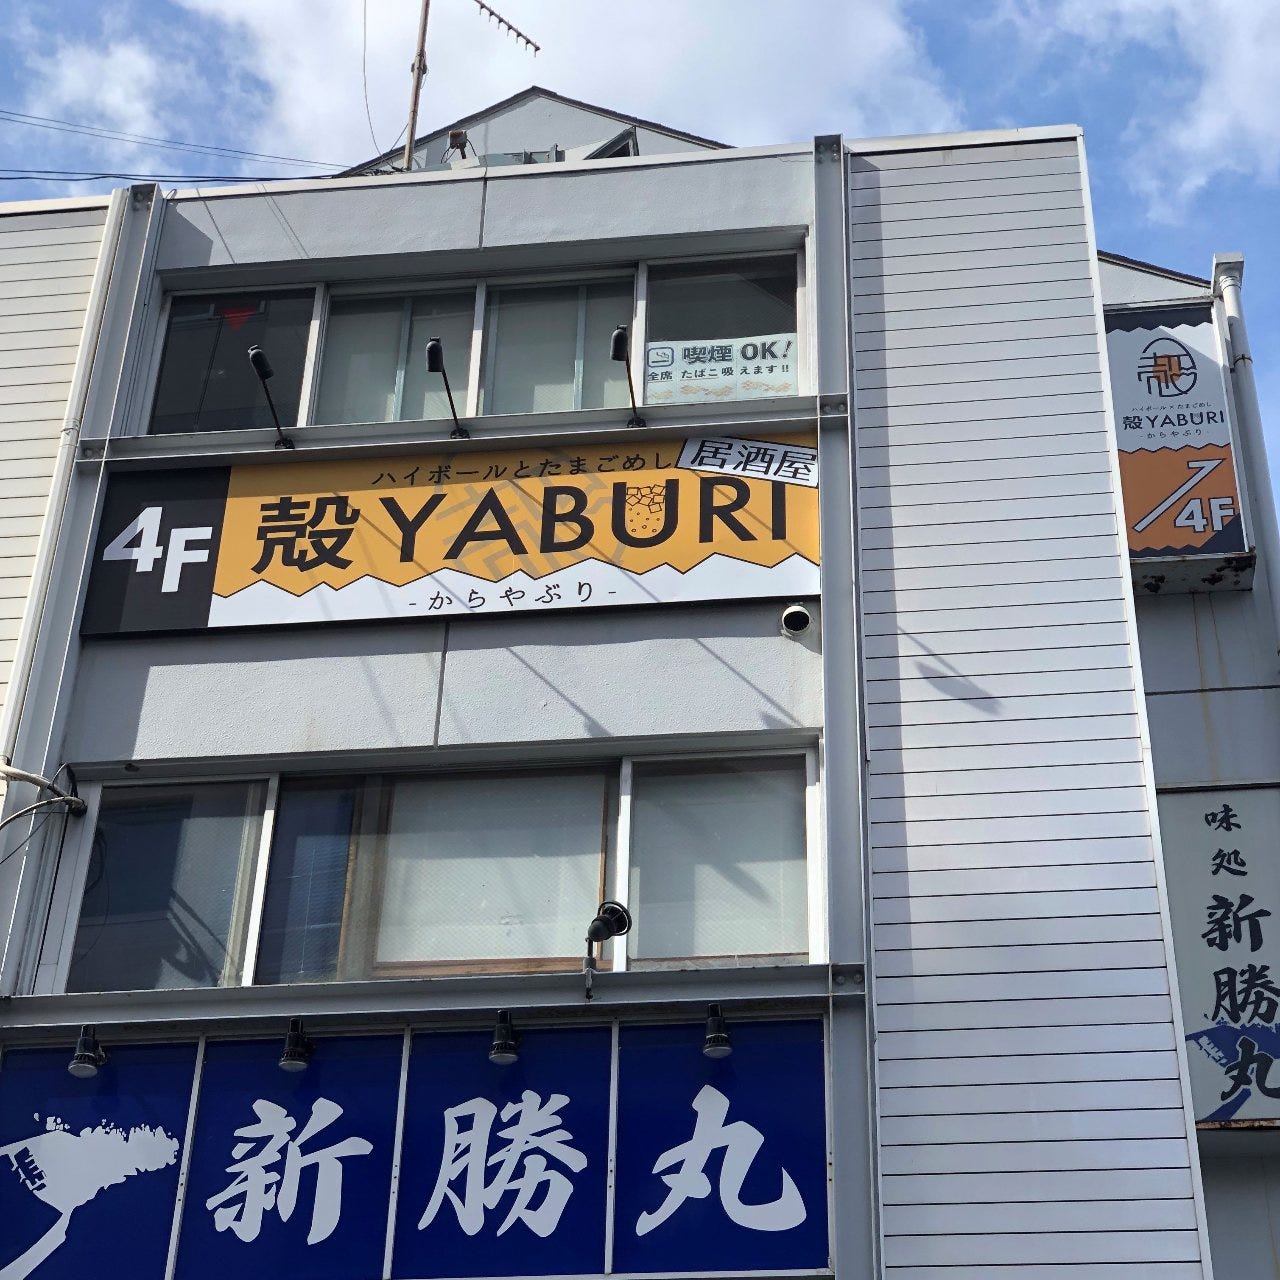 喫煙 OK!
全席 たばこ吸えます!!
ハイボールとたまごめし
居酒屋
4F
殻YABURI
-からやぶり-
殻
ハイボール×たまごめし
殻YABURI
-からやぶり-
4F
味処
新勝丸
新勝丸